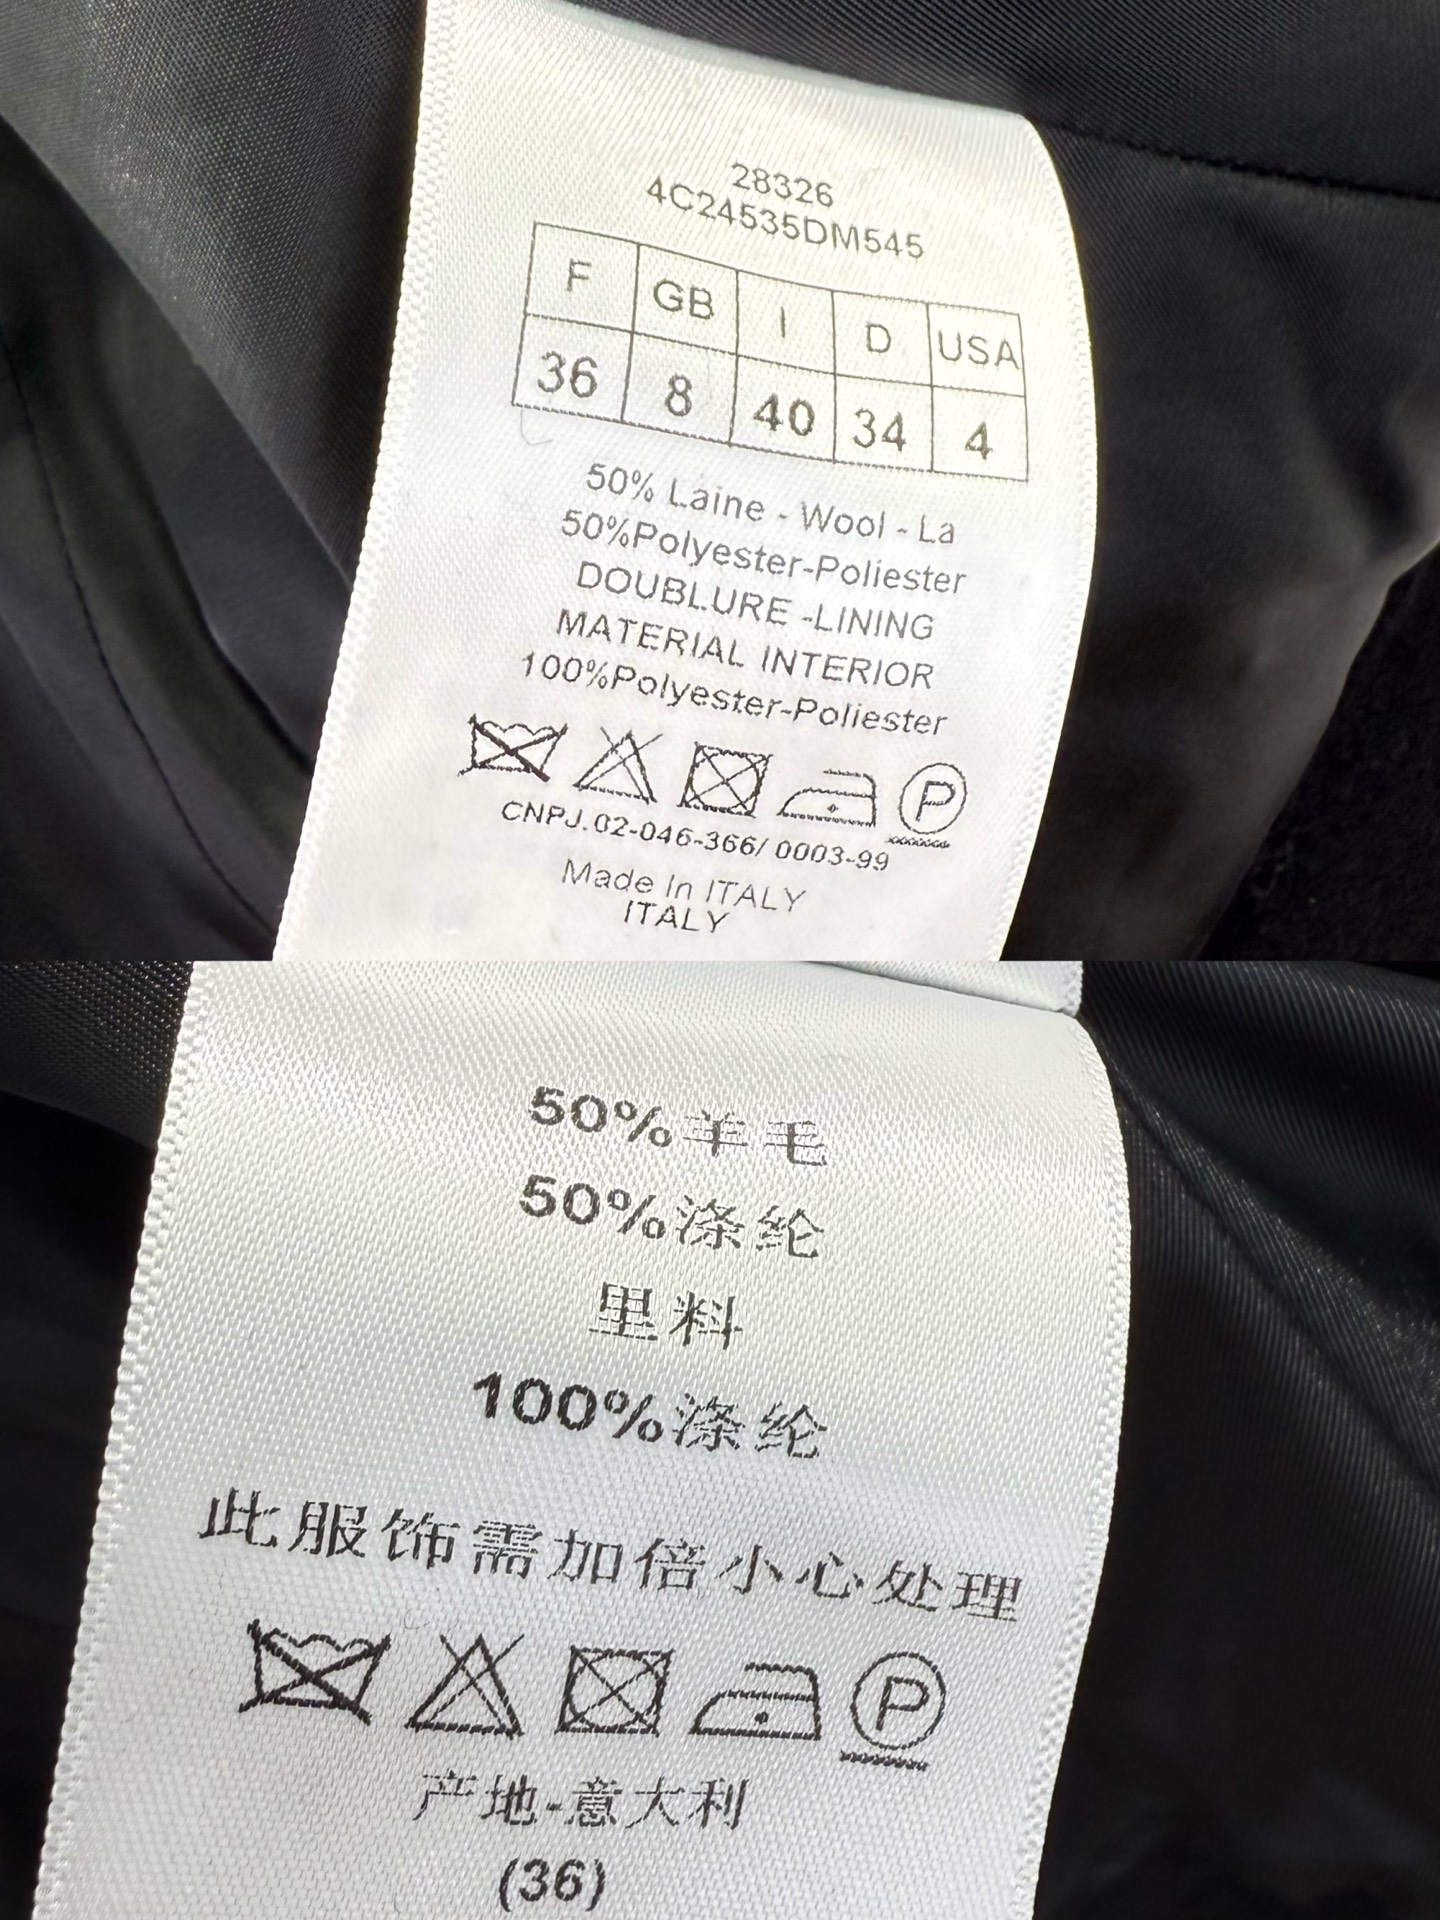 28326
4C24535DM545
F GB I D USA
36 8 40 34 4
50% Laine - Wool - La
50%Polyester-Poliester
DOUBLURE -LINING
MATERIAL INTERIOR
100%Polyester-Poliester
P
CNPJ.02-046-366/ 0003-99
Made In ITALY
ITALY
50%羊毛
50%涤纶
里料
100%涤纶
此服饰需加倍小心处理
P
产地-意大利
(36)